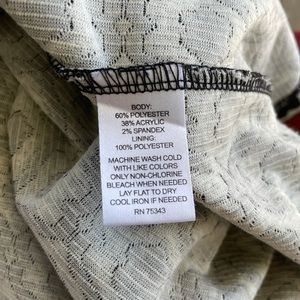 BODY:
60% POLYESTER
38% ACRYLIC
2% SPANDEX
LINING:
100% POLYESTER
MACHINE WASH COLD
WITH LIKE COLORS
ONLY NON-CHLORINE
BLEACH WHEN NEEDED
LAY FLAT TO DRY
COOL IRON IF NEEDED
RN 75343